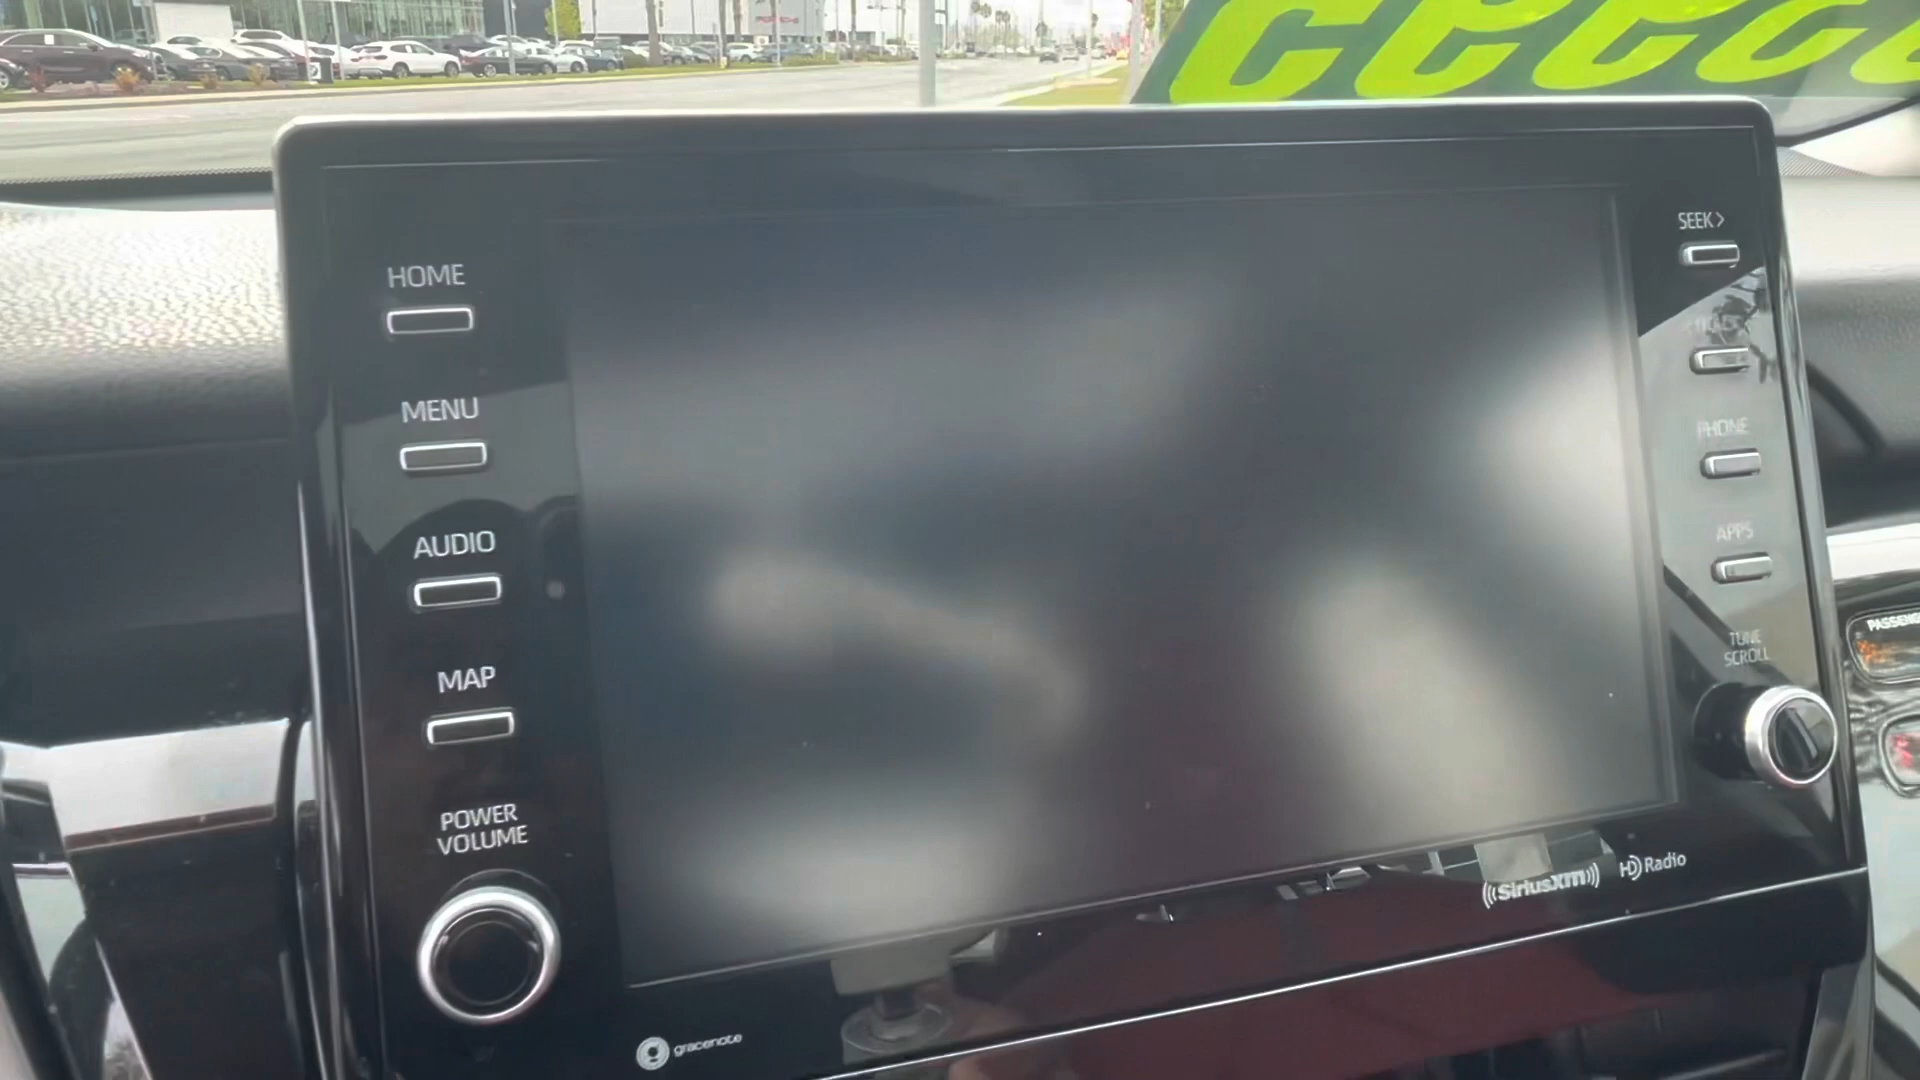 HOME
MENU
AUDIO
MAP
POWER
VOLUME
gracenote
SEEK >
PHONE
APPS
TUNE
SCROLL
((SiriusXM))
HD Radio